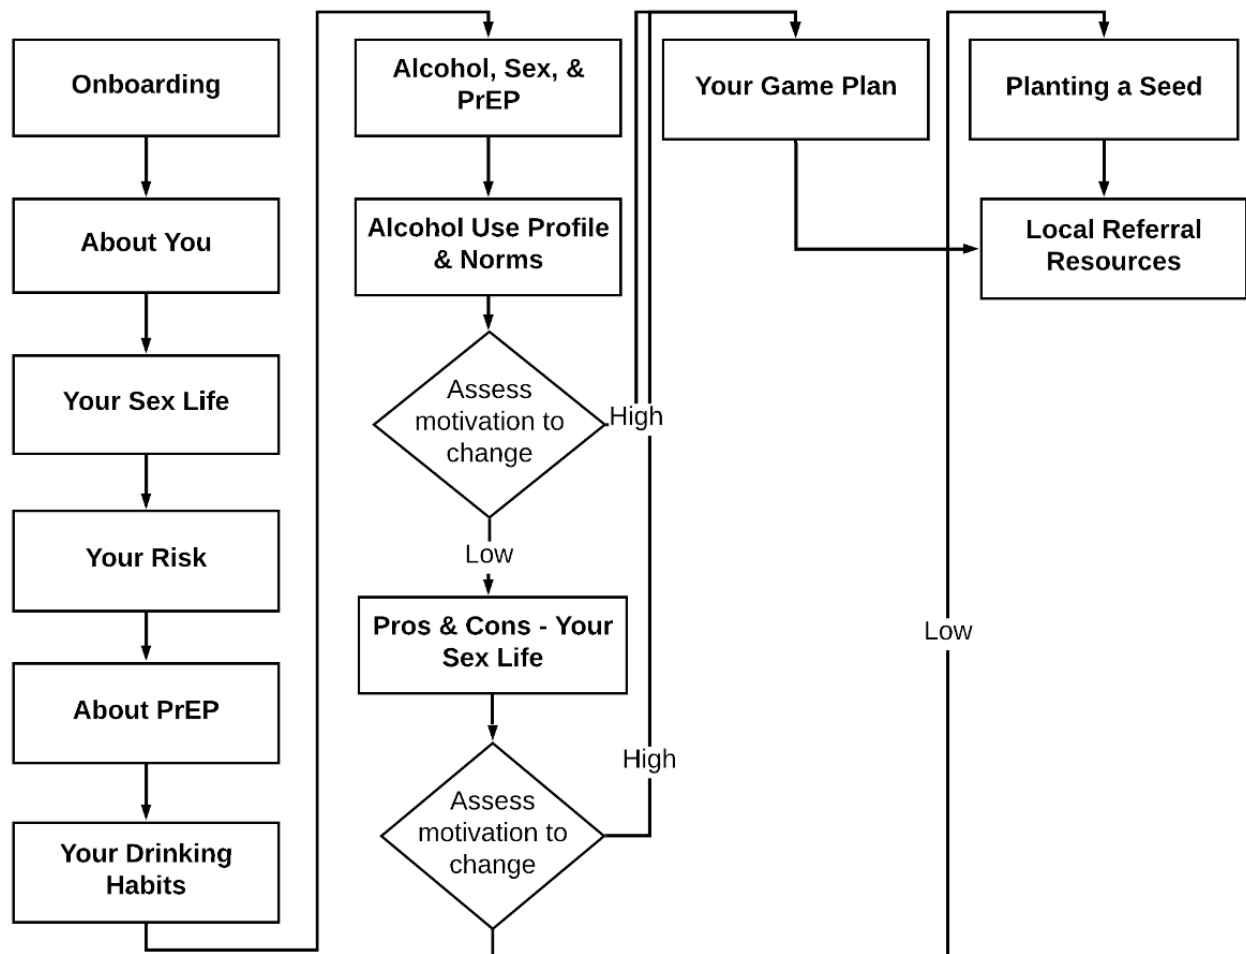 Onboarding
About You
Your Sex Life
Your Risk
About PrEP
Your Drinking
Habits
Alcohol, Sex, &
PrEP
Alcohol Use Profile
& Norms
Assess
motivation to
change
High
Low
Pros & Cons - Your
Sex Life
Assess
motivation to
change
High
Your Game Plan
Low
Planting a Seed
Local Referral
Resources